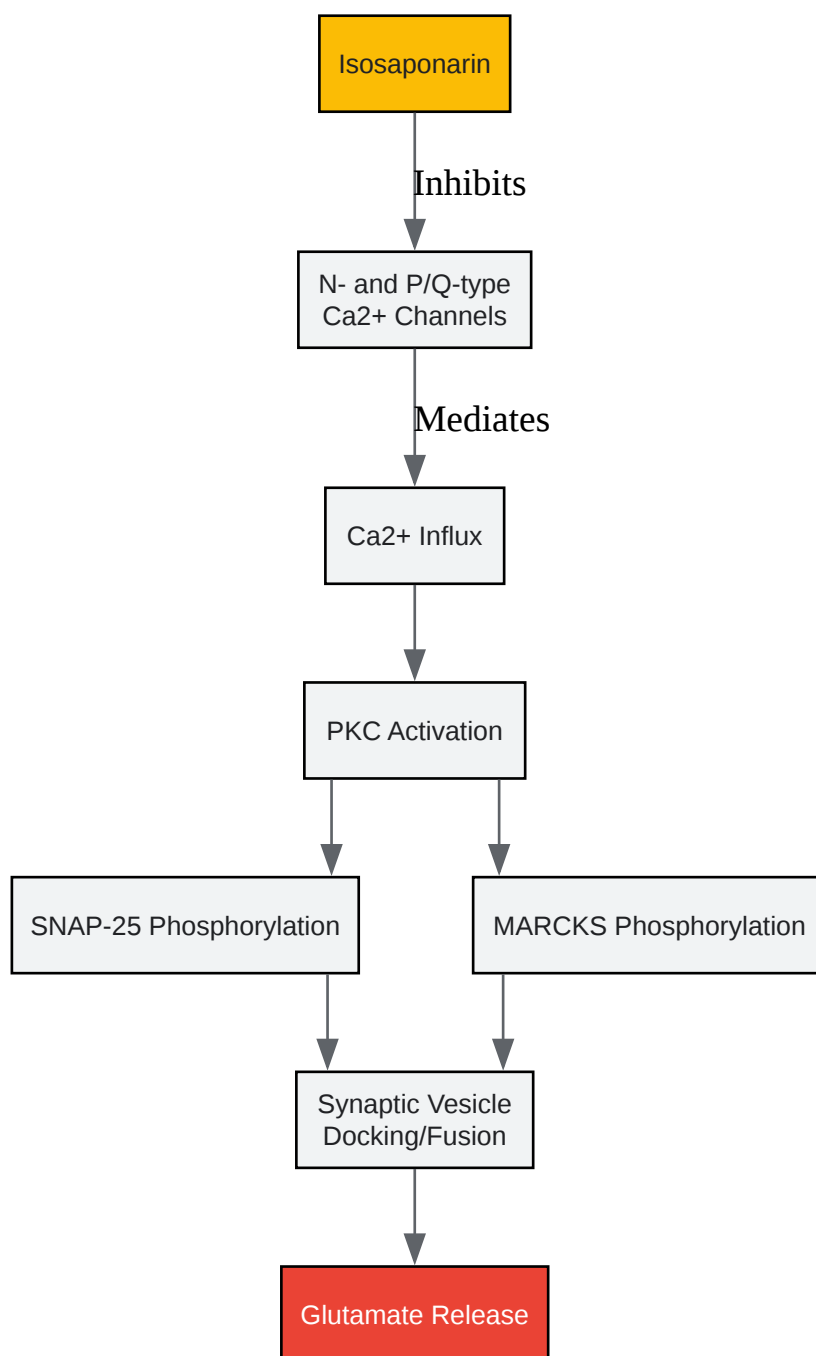 Isosaponarin
Inhibits
N- and P/Q-type
Ca2+ Channels
Mediates
Ca2+ Influx
PKC Activation
SNAP-25 Phosphorylation
MARCKS Phosphorylation
Synaptic Vesicle
Docking/Fusion
Glutamate Release